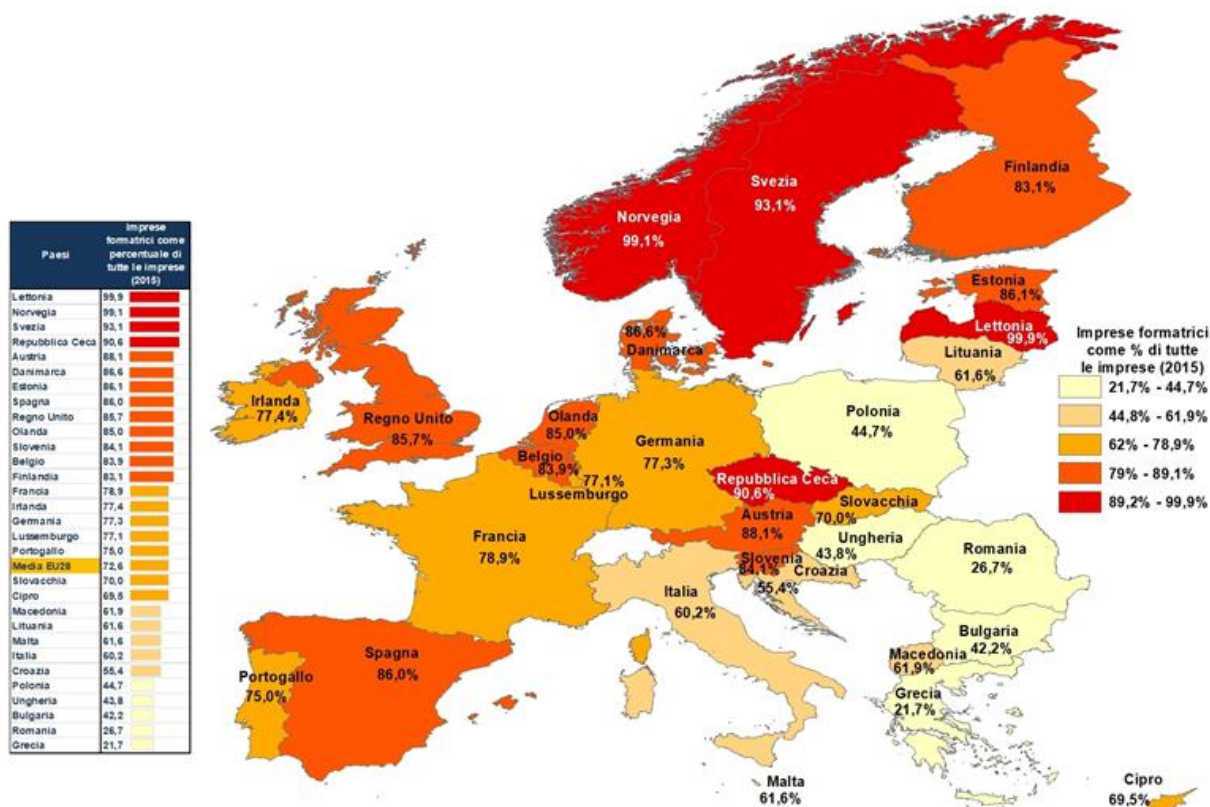 Paesi
Imprese
formatrici come
percentuale di
tutte le imprese
(2015)
Lettonia 99,9
Norvegia 99,1
Svezia 93,1
Repubblica Ceca 90,6
Austria 88,1
Danimarca 86,6
Estonia 86,1
Spagna 86,0
Regno Unito 85,7
Olanda 85,0
Slovenia 84,1
Belgio 83,9
Finlandia 83,1
Francia 78,9
Irlanda 77,4
Germania 77,3
Lussemburgo 77,1
Portogallo 75,0
Media EU28 72,6
Slovacchia 70,0
Cipro 69,5
Macedonia 61,9
Lituania 61,6
Malta 61,6
Italia 60,2
Croazia 55,4
Polonia 44,7
Ungheria 43,8
Bulgaria 42,2
Romania 26,7
Grecia 21,7
Finlandia
83,1%
Svezia
93,1%
Norvegia
99,1%
Estonia
86,1%
Lettonia
99,9%
Lituania
61,6%
86,6%
Danimarca
Irlanda
77,4%
Regno Unito
85,7%
Olanda
85,0%
Belgio
83,9%
77,1%
Lussemburgo
Germania
77,3%
Polonia
44,7%
Repubblica Ceca
90,6%
Slovacchia
70,0%
Austria
88,1%
Ungheria
43,8%
Francia
78,9%
Slovenia
84,1%
Croazia
55,4%
Romania
26,7%
Italia
60,2%
Bulgaria
42,2%
Macedonia
61,9%
Grecia
21,7%
Spagna
86,0%
Portogallo
75,0%
Malta
61,6%
Cipro
69,5%
Imprese formatrici
come % di tutte
le imprese (2015)
21,7% - 44,7%
44,8% - 61,9%
62% - 78,9%
79% - 89,1%
89,2% - 99,9%